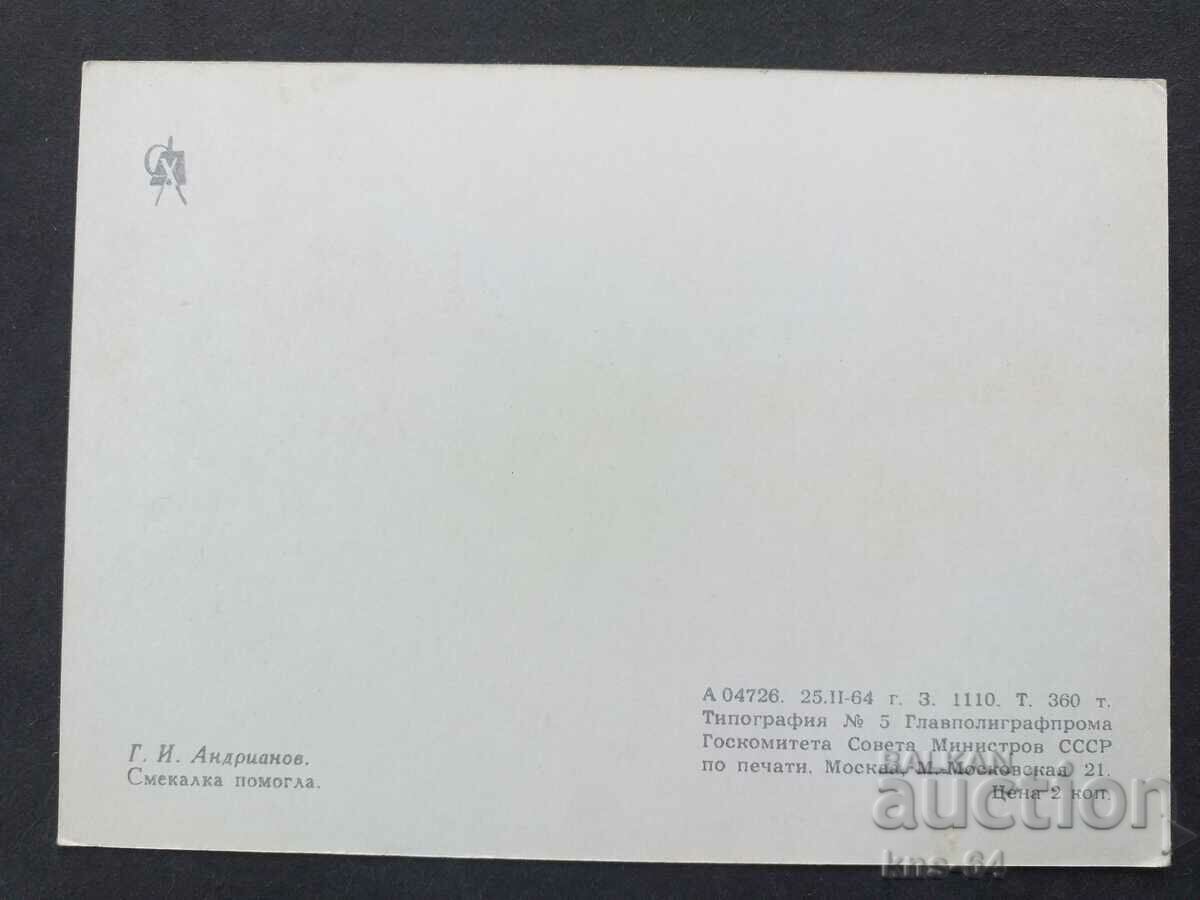 СХ
Г. И. Андрианов.
Смекалка помогла.
А 04726. 25.II-64 г. З. 1110. Т. 360 т.
Типография № 5 Главполиграфпрома
Госкомитета Совета Министров СССР
по печати. Москва, М. Московская 21.
Цена 2 коп.
BALKAN
auction
kns-64